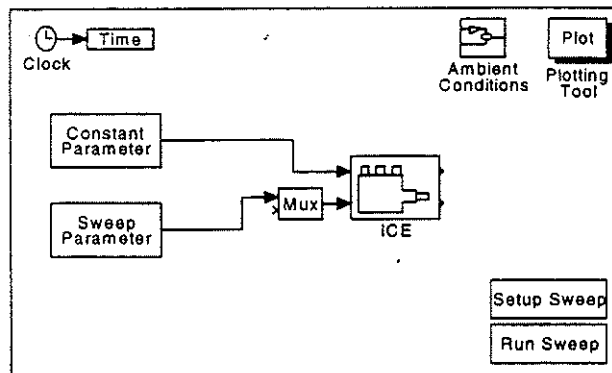 Time
Clock
Ambient
Conditions
Plot
Plotting
Tool
Constant
Parameter
Sweep
Parameter
Mux
ICE
Setup Sweep
Run Sweep